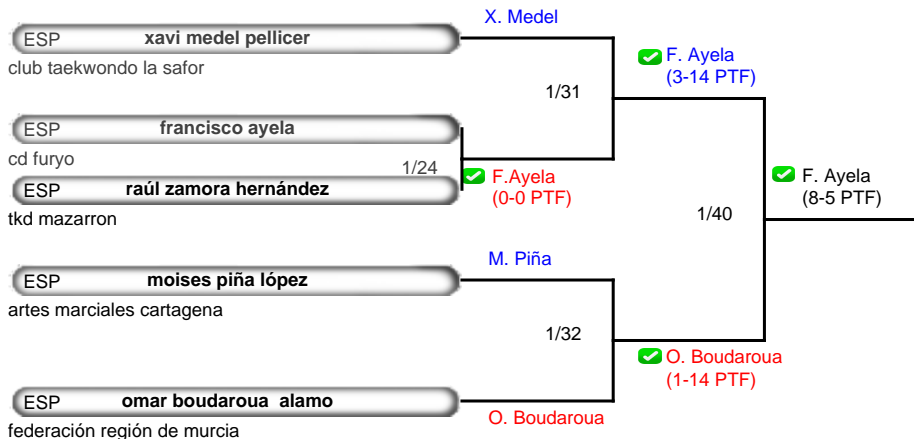 X. Medel
ESP xavi medel pellicer
club taekwondo la safor
F. Ayela
(3-14 PTF)
1/31
ESP francisco ayela
cd furyo
1/24
F.Ayela
(0-0 PTF)
ESP raúl zamora hernández
tkd mazarron
F. Ayela
(8-5 PTF)
1/40
M. Piña
ESP moises piña lópez
artes marciales cartagena
1/32
O. Boudaroua
(1-14 PTF)
ESP omar boudaroua alamo
O. Boudaroua
federación región de murcia